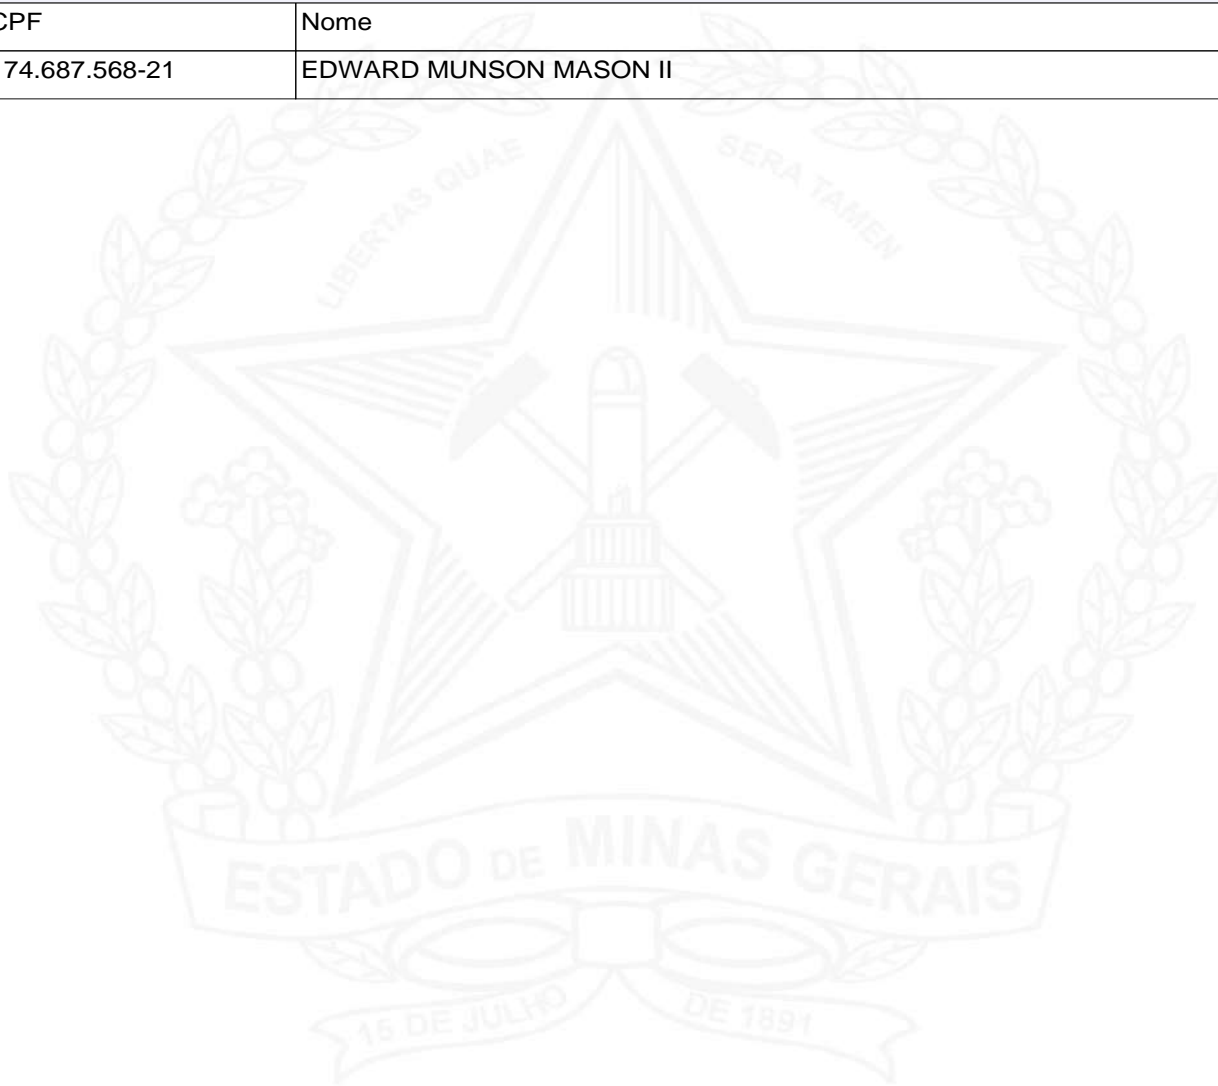 CPF Nome
74.687.568-21 EDWARD MUNSON MASON II
LIBERTAS QUAE SERA TAMEN
ESTADO DE MINAS GERAIS
15 DE JULHO DE 1891